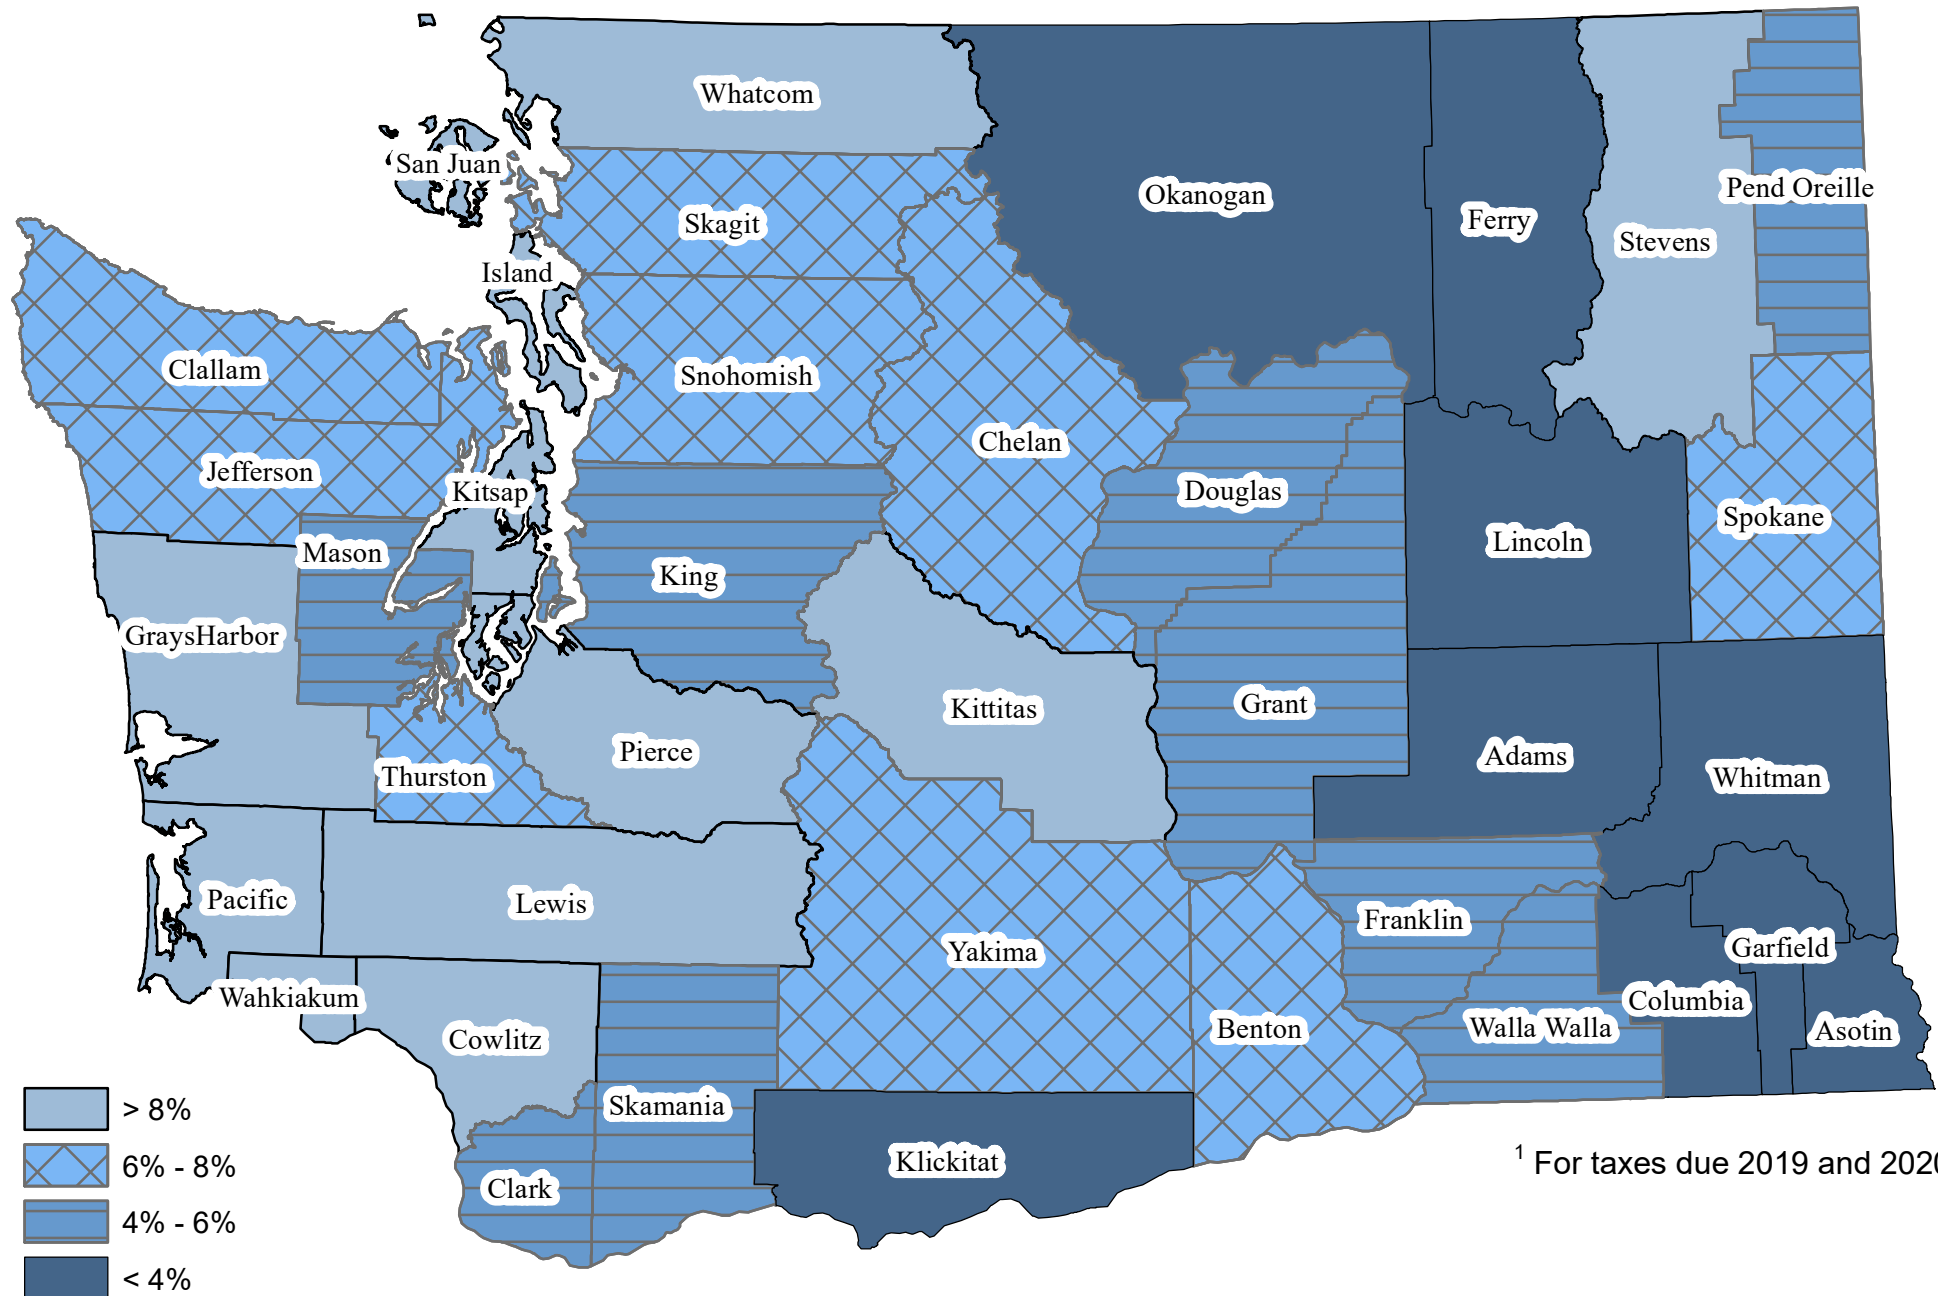 Whatcom
San Juan
Okanogan
Pend Oreille
Skagit
Ferry
Stevens
Island
Clallam
Snohomish
Chelan
Jefferson
Kitsap
Douglas
Spokane
Lincoln
Mason
King
GraysHarbor
Kittitas
Grant
Pierce
Adams
Thurston
Whitman
Pacific
Lewis
Franklin
Yakima
Garfield
Wahkiakum
Columbia
Benton
Walla Walla
Asotin
Cowlitz
Skamania
Klickitat
Clark
> 8%
6% - 8%
4% - 6%
< 4%
1 For taxes due 2019 and 2020